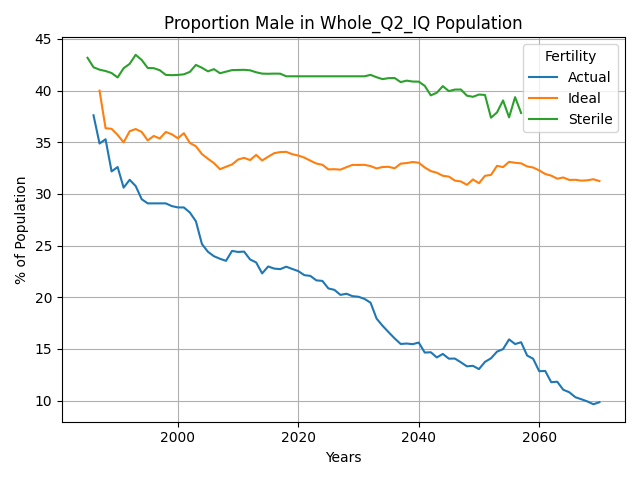 Proportion Male in Whole_Q2_IQ Population
% of Population
45
40
35
30
25
20
15
10
Fertility
Actual
Ideal
Sterile
2000
2020
2040
2060
Years